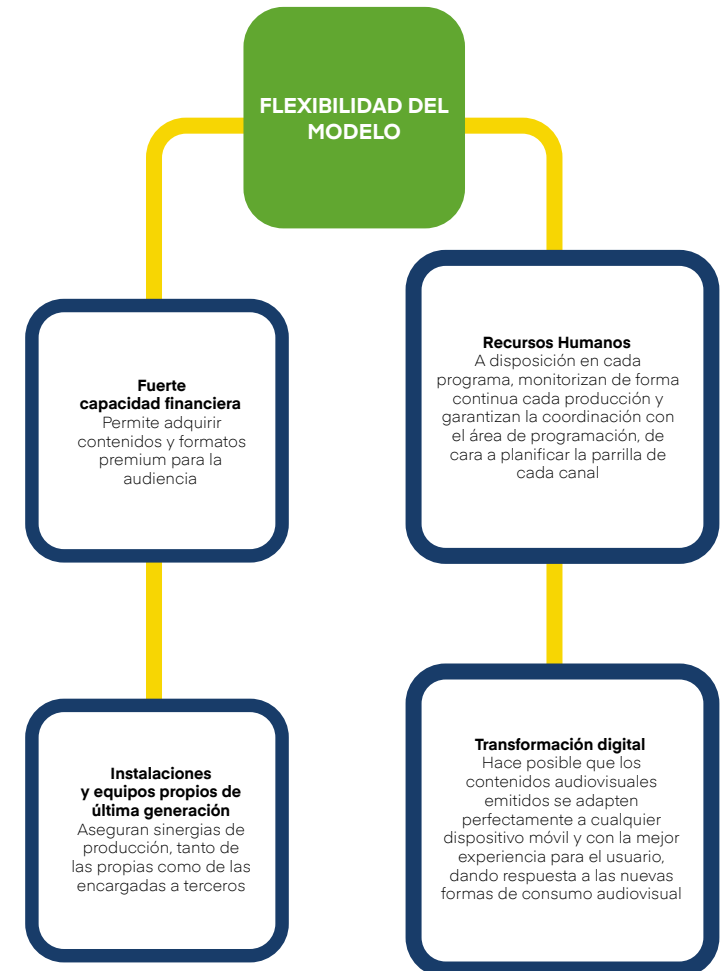 FLEXIBILIDAD DEL
MODELO
Fuerte
capacidad financiera
Permite adquirir
contenidos y formatos
premium para la
audiencia
Recursos Humanos
A disposición en cada
programa, monitorizan de forma
continua cada producción y
garantizan la coordinación con
el área de programación, de
cara a planificar la parrilla de
cada canal
Instalaciones
y equipos propios de
última generación
Aseguran sinergias de
producción, tanto de
las propias como de las
encargadas a terceros
Transformación digital
Hace posible que los
contenidos audiovisuales
emitidos se adapten
perfectamente a cualquier
dispositivo móvil y con la mejor
experiencia para el usuario,
dando respuesta a las nuevas
formas de consumo audiovisual